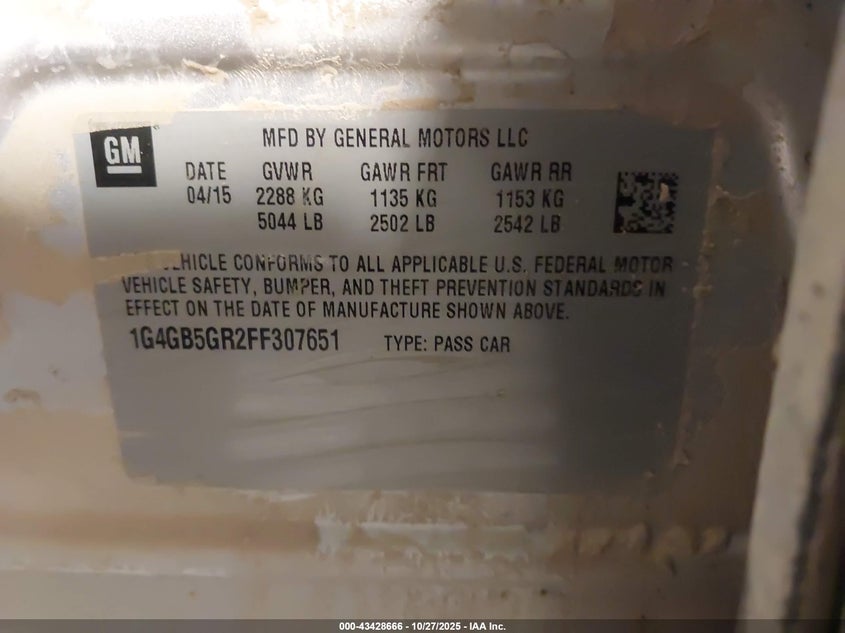 GM
MFD BY GENERAL MOTORS LLC
DATE GVWR GAWR FRT GAWR RR
04/15 2288 KG 1135 KG 1153 KG
5044 LB 2502 LB 2542 LB
VEHICLE CONFORMS TO ALL APPLICABLE U.S. FEDERAL MOTOR
VEHICLE SAFETY, BUMPER, AND THEFT PREVENTION STANDARDS IN
EFFECT ON THE DATE OF MANUFACTURE SHOWN ABOVE.
1G4GB5GR2FF307651 TYPE: PASS CAR
000-43428666 - 10/27/2025 - IAA Inc.